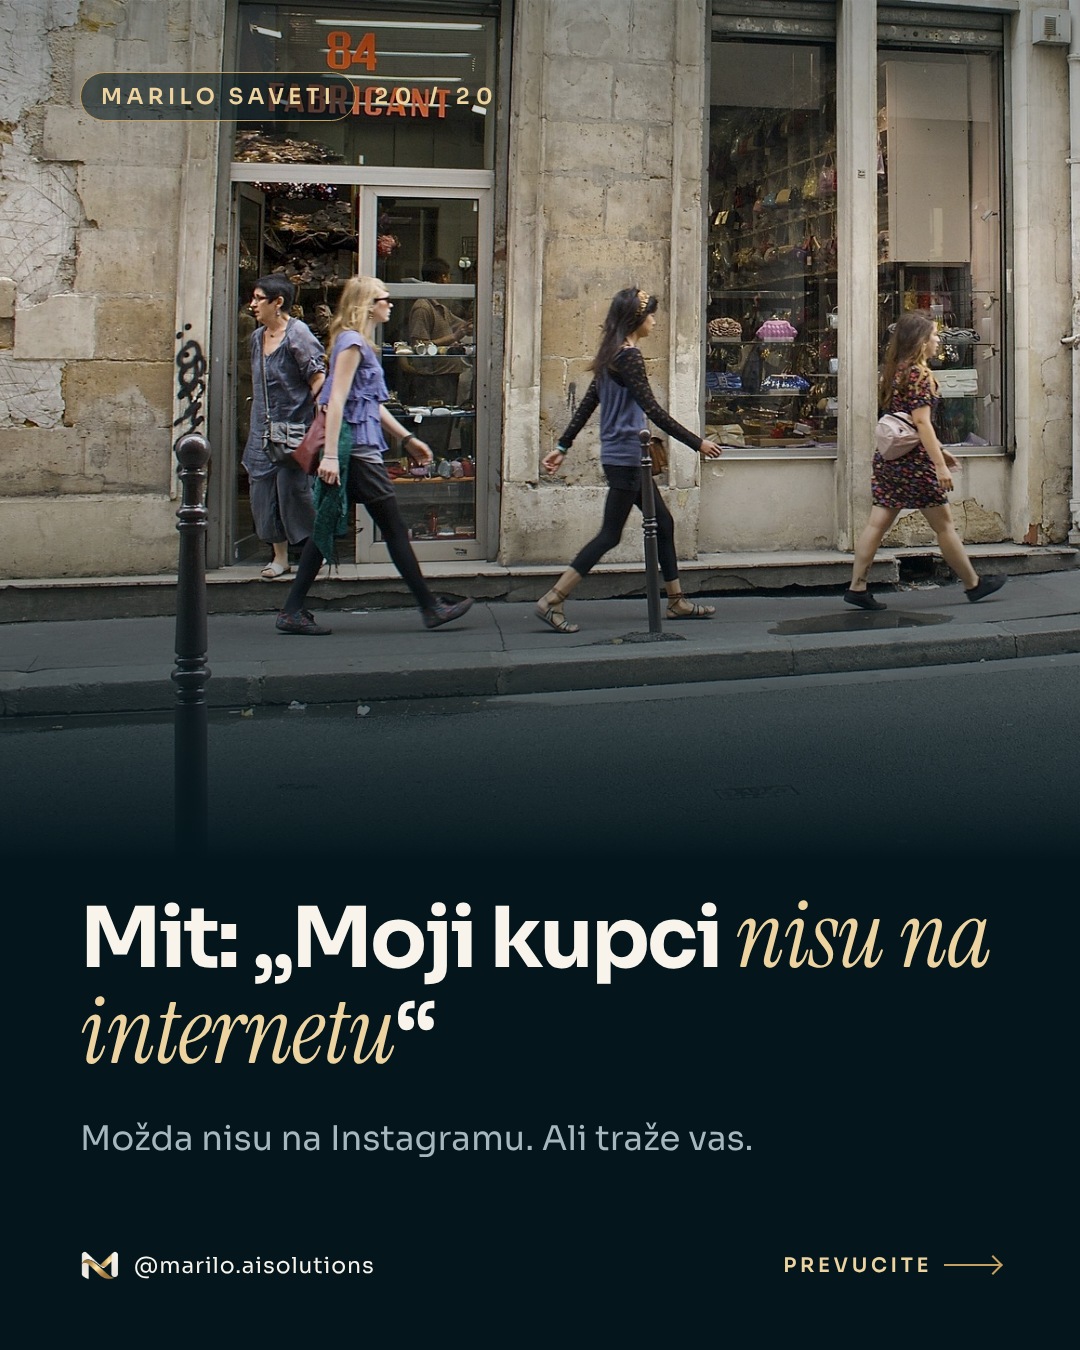 84
FABRICANT
MARILO SAVETI
20 / 20
Mit: „Moji kupci nisu na
internetu“
Možda nisu na Instagramu. Ali traže vas.
@marilo.aisolutions
PREVUCITE